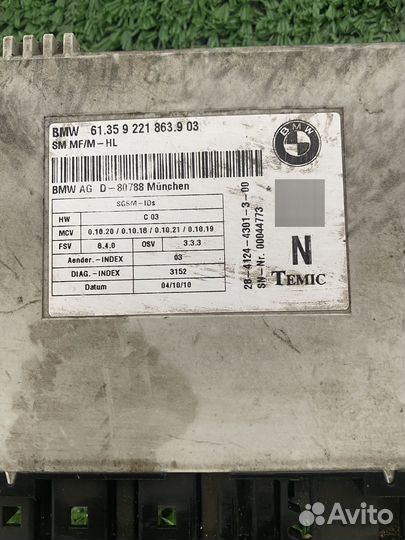 BMW 61.35 9 221 863.9 03
SM MF/M-HL
BMW AG D-80788 München
SGSM-IDs
HW C 03
MCV 0.10.20 / 0.10.16 / 0.10.21 / 0.10.19
FSV 8.4.0 OSV 3.3.3
Aender.-INDEX 03
DIAG.-INDEX 3152
Datum 04/10/10
28-4124-4301-3-00
SN-Nr. 00044773
BMW
N
TEMIC
Avito